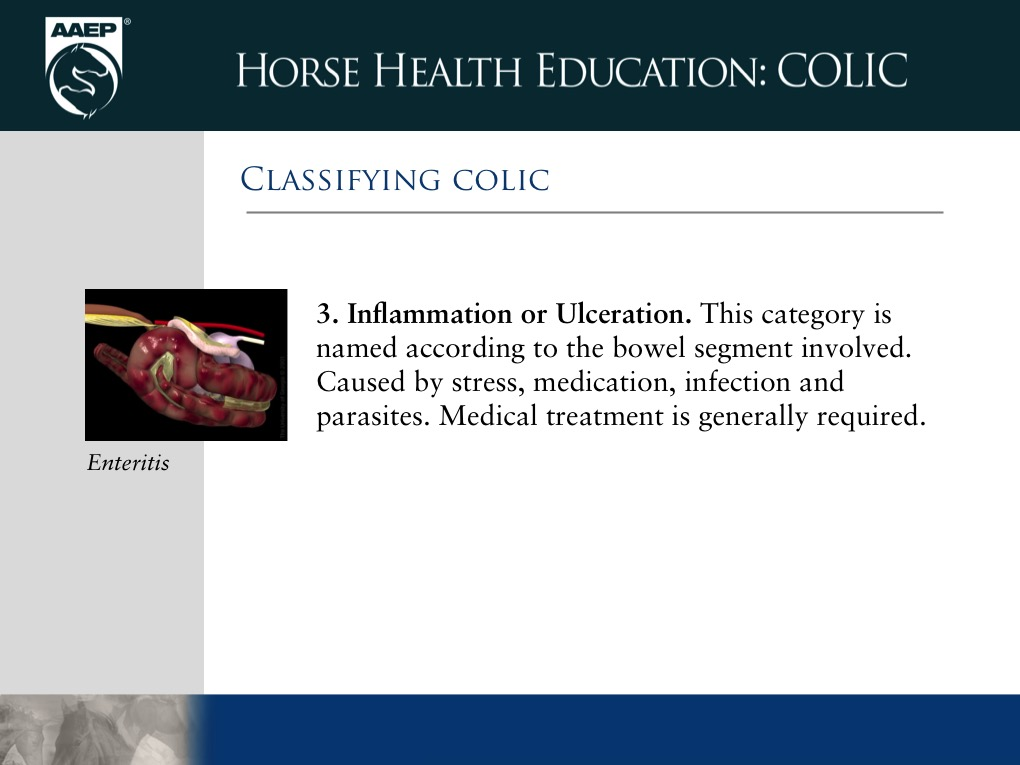 AAEP®
HORSE HEALTH EDUCATION: COLIC
CLASSIFYING COLIC
3. Inflammation or Ulceration. This category is
named according to the bowel segment involved.
Caused by stress, medication, infection and
parasites. Medical treatment is generally required.
Enteritis